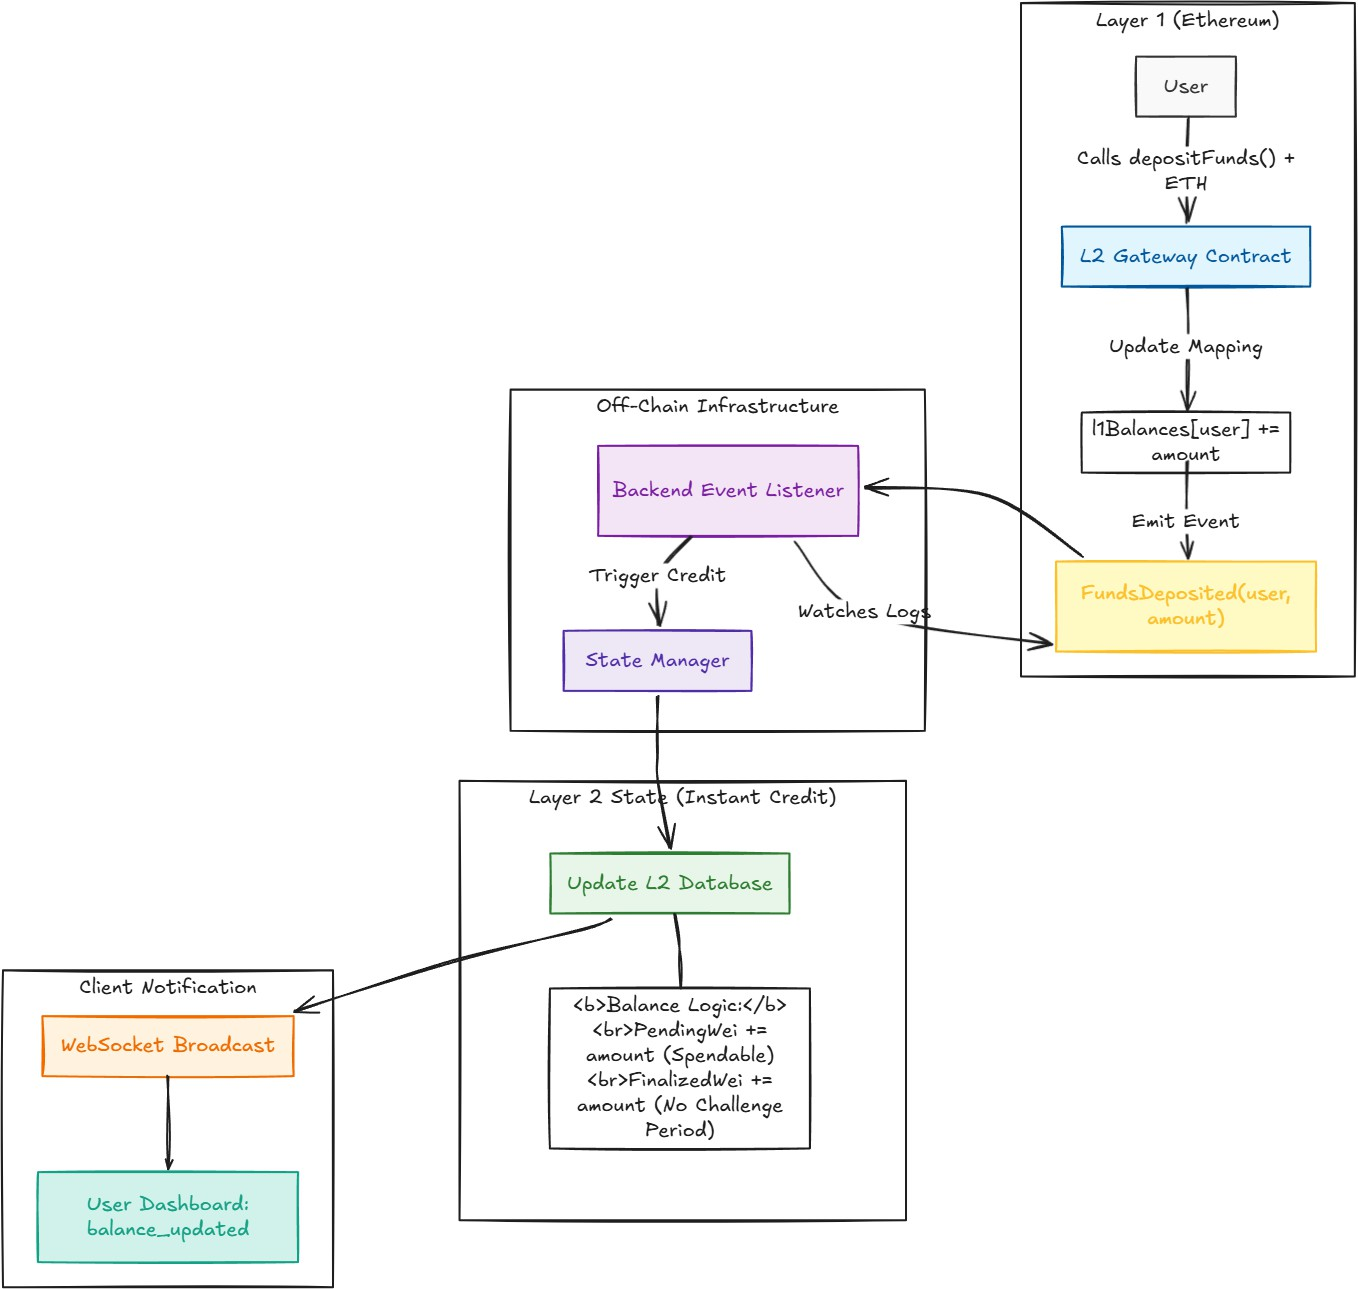 Layer 1 (Ethereum)
User
Calls depositFunds() +
ETH
L2 Gateway Contract
Update Mapping
l1Balances[user] +=
amount
Emit Event
FundsDeposited(user,
amount)
Off-Chain Infrastructure
Backend Event Listener
Trigger Credit
Watches Logs
State Manager
Layer 2 State (Instant Credit)
Update L2 Database
<b>Balance Logic:</b>
<br>PendingWei +=
amount (Spendable)
<br>FinalizedWei +=
amount (No Challenge
Period)
Client Notification
WebSocket Broadcast
User Dashboard:
balance_updated